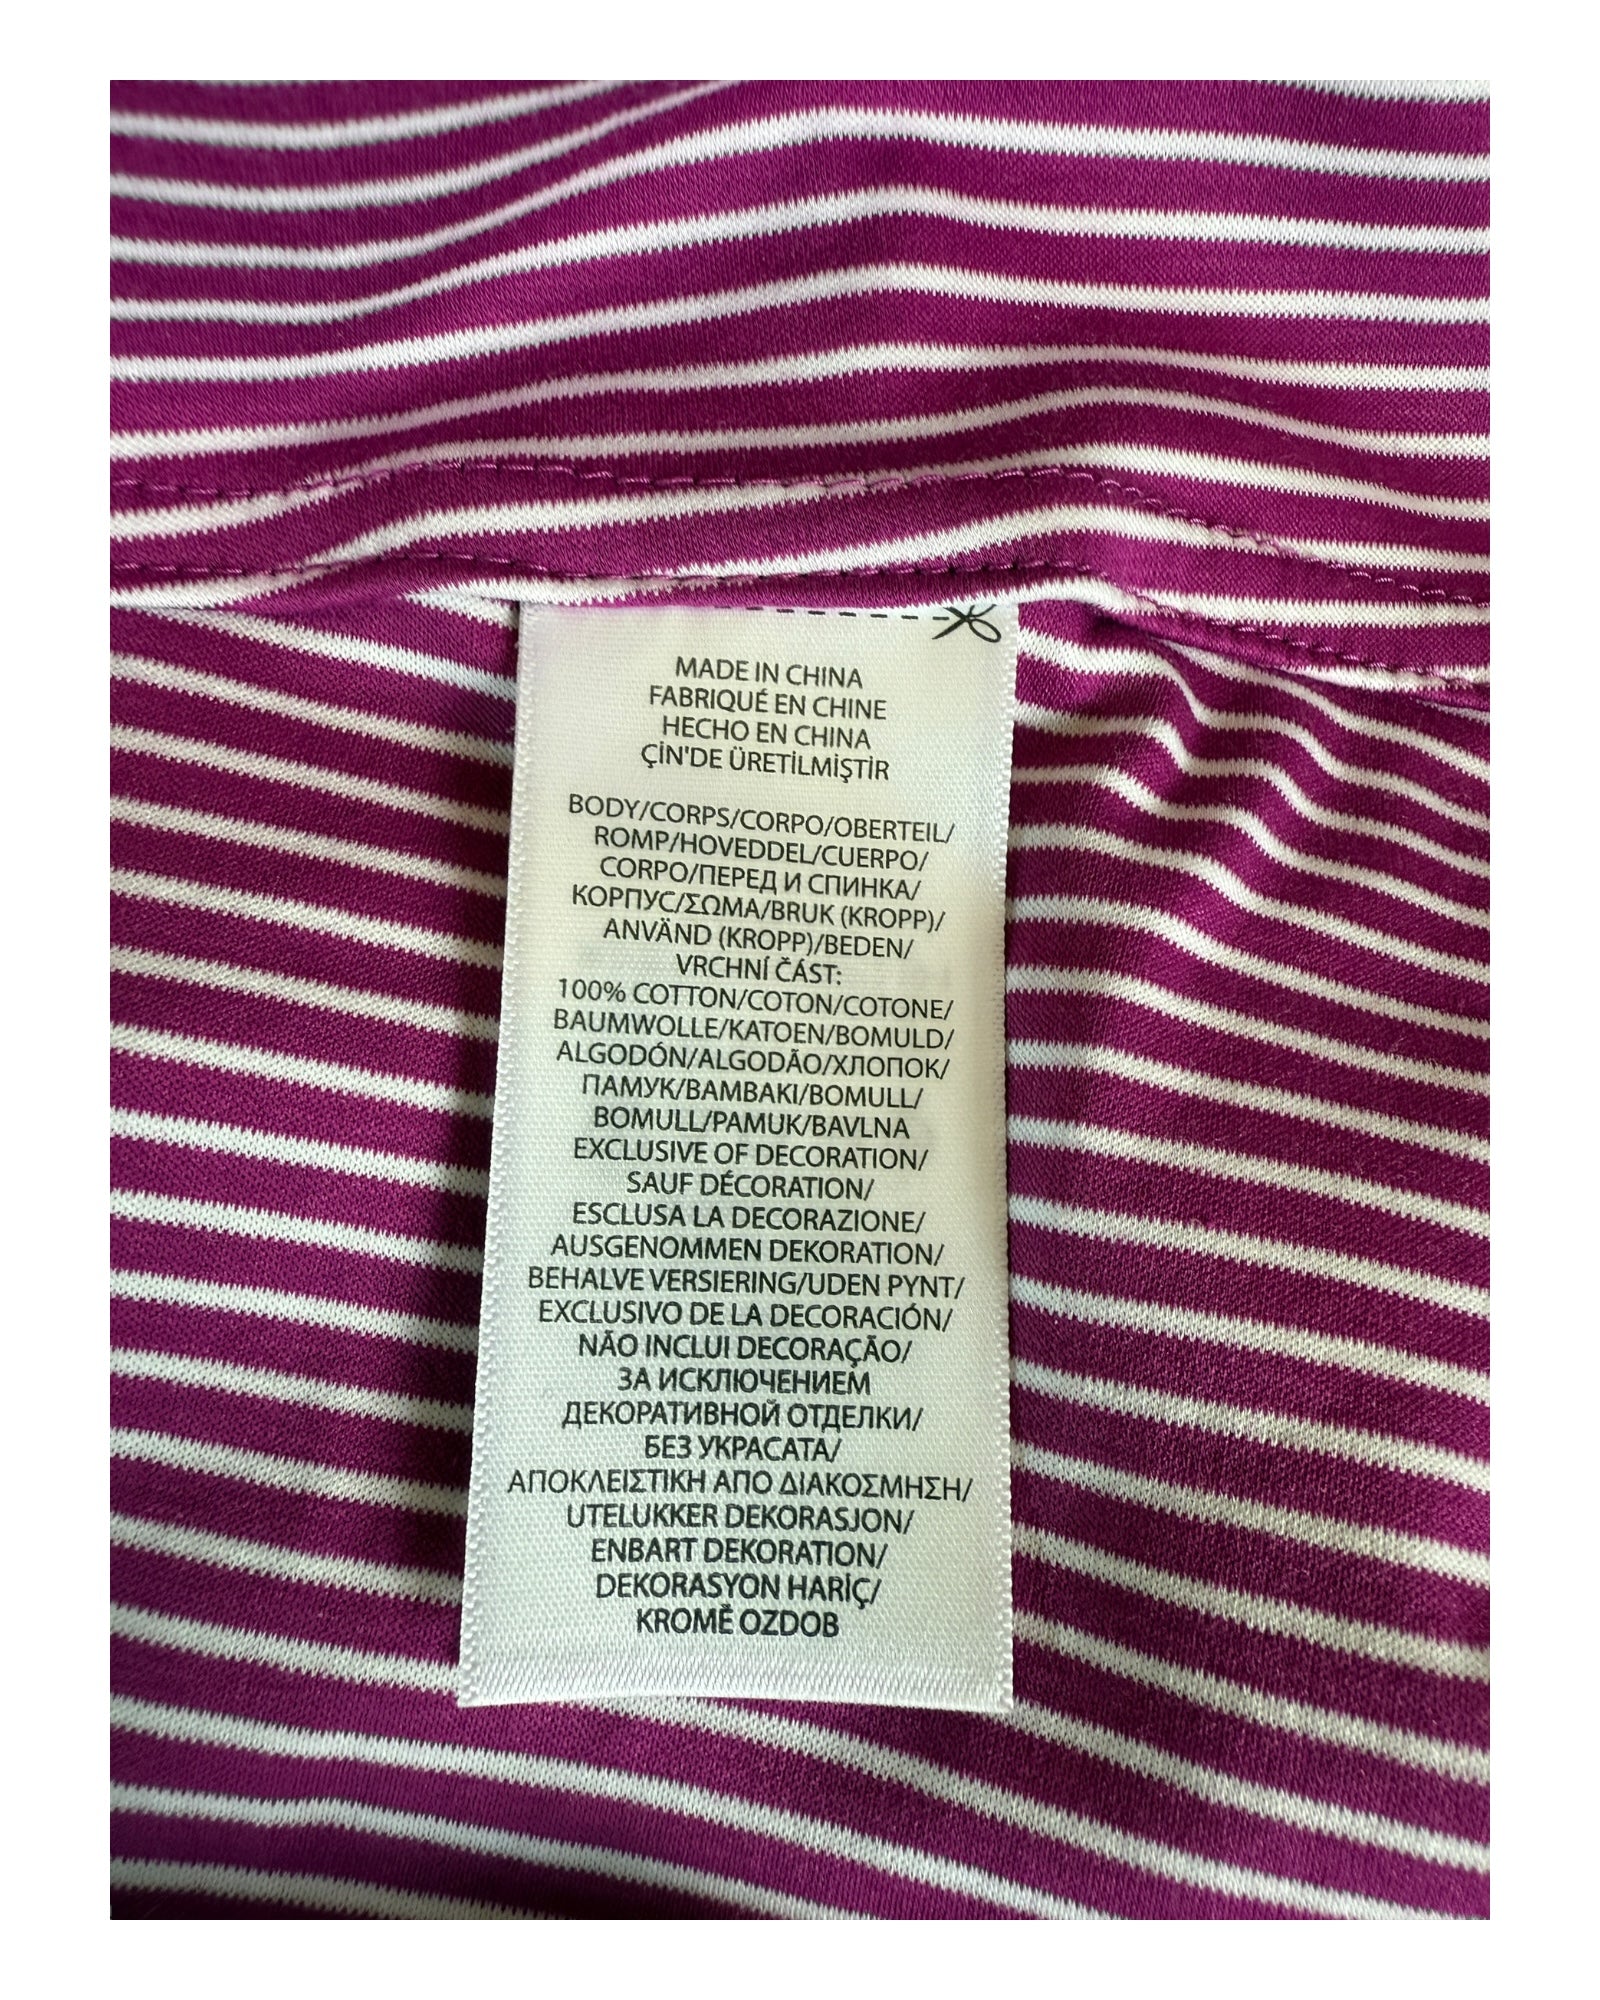 MADE IN CHINA
FABRIQUÉ EN CHINE
HECHO EN CHINA
ÇİN'DE ÜRETİLMİŞTİR
BODY/CORPS/CORPO/OBERTEIL/
ROMP/HOVEDDEL/CUERPO/
CORPO/ПЕРЕД И СПИНКА/
КОРПУС/ΣΩΜΑ/BRUK (KROPP)/
ANVÄND (KROPP)/BEDEN/
VRCHNÍ ČÁST:
100% COTTON/COTON/COTONE/
BAUMWOLLE/KATOEN/BOMULD/
ALGODÓN/ALGODÃO/ХЛОПОК/
ПАМУК/ΒΑΜΒΑΚΙ/BOMULL/
BOMULL/PAMUK/BAVLNA
EXCLUSIVE OF DECORATION/
SAUF DÉCORATION/
ESCLUSA LA DECORAZIONE/
AUSGENOMMEN DEKORATION/
BEHALVE VERSIERING/UDEN PYNT/
EXCLUSIVO DE LA DECORACIÓN/
NÃO INCLUI DECORAÇÃO/
ЗА ИСКЛЮЧЕНИЕМ
ДЕКОРАТИВНОЙ ОТДЕЛКИ/
БЕЗ УКРАСАТА/
ΑΠΟΚΛΕΙΣΤΙΚΗ ΑΠΟ ΔΙΑΚΟΣΜΗΣΗ/
UTELUKKER DEKORASJON/
ENBART DEKORATION/
DEKORASYON HARİÇ/
KROMĚ OZDOB